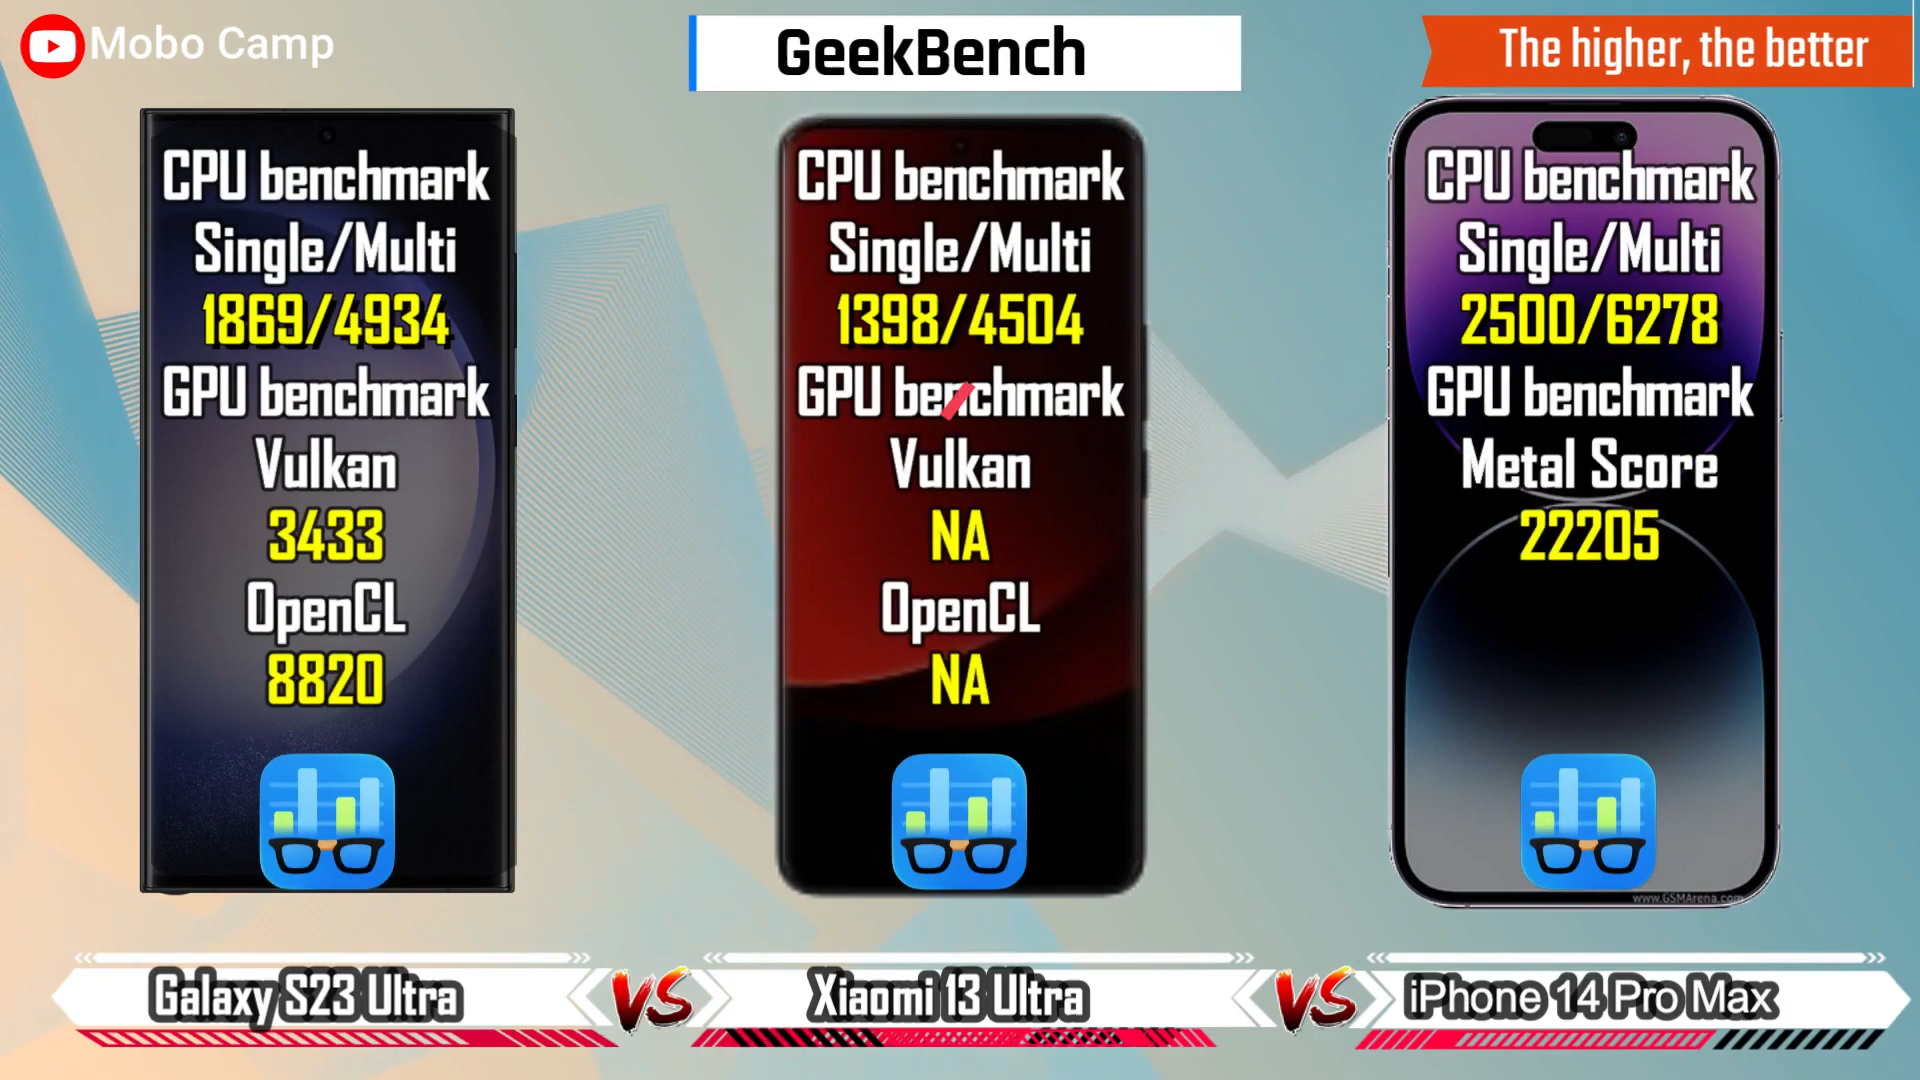 Mobo Camp
GeekBench
The higher, the better
CPU benchmark
Single/Multi
1869/4934
GPU benchmark
Vulkan
3433
OpenCL
8820
CPU benchmark
Single/Multi
1398/4504
GPU benchmark
Vulkan
NA
OpenCL
NA
CPU benchmark
Single/Multi
2500/6278
GPU benchmark
Metal Score
22205
www.GSMArena.com
Galaxy S23 Ultra
VS
Xiaomi 13 Ultra
VS
iPhone 14 Pro Max